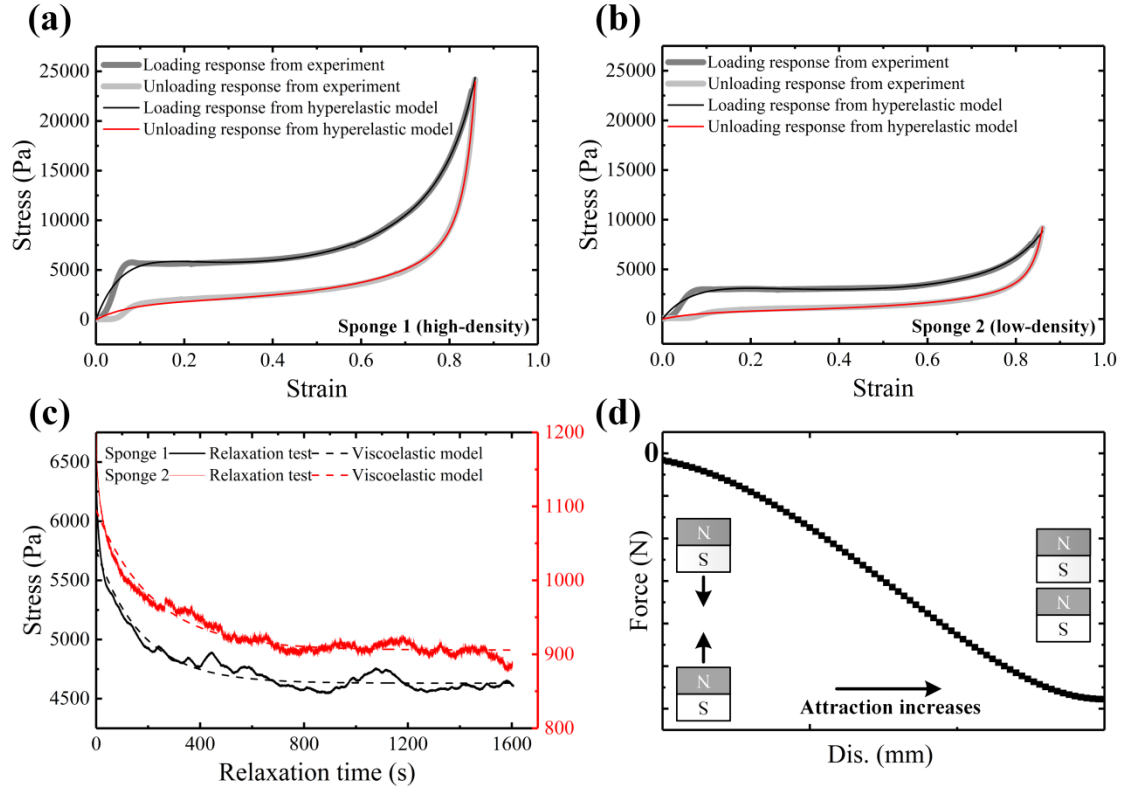 (a)
25000
20000
15000
10000
5000
0
Stress (Pa)
Loading response from experiment
Unloading response from experiment
Loading response from hyperelastic model
Unloading response from hyperelastic model
Sponge 1 (high-density)
0.0 0.2 0.4 0.6 0.8 1.0
Strain
(b)
25000
20000
15000
10000
5000
0
Stress (Pa)
Loading response from experiment
Unloading response from experiment
Loading response from hyperelastic model
Unloading response from hyperelastic model
Sponge 2 (low-density)
0.0 0.2 0.4 0.6 0.8 1.0
Strain
(c)
6500
6000
5500
5000
4500
Stress (Pa)
Sponge 1 Relaxation test Viscoelastic model
Sponge 2 Relaxation test Viscoelastic model
1200
1100
1000
900
800
0 400 800 1200 1600
Relaxation time (s)
(d)
0
Force (N)
N
S
N
S
N
S
N
S
Attraction increases
Dis. (mm)